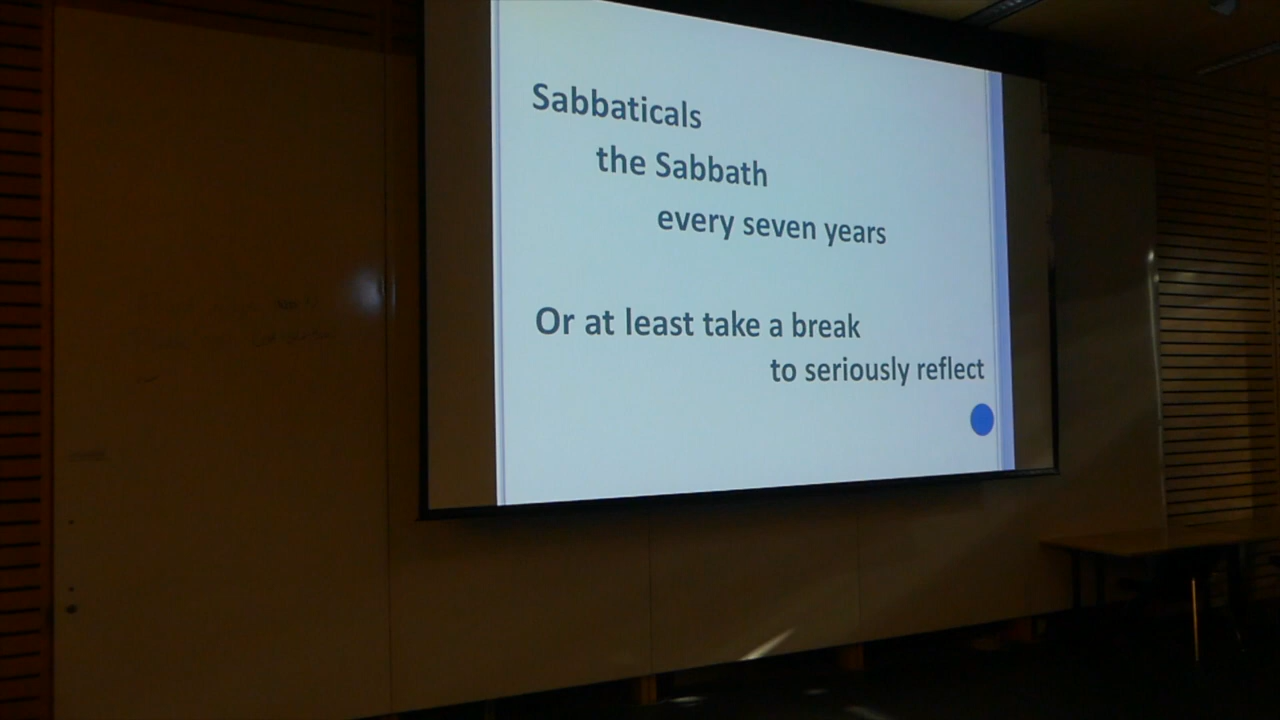 Sabbaticals
the Sabbath
every seven years
Or at least take a break
to seriously reflect